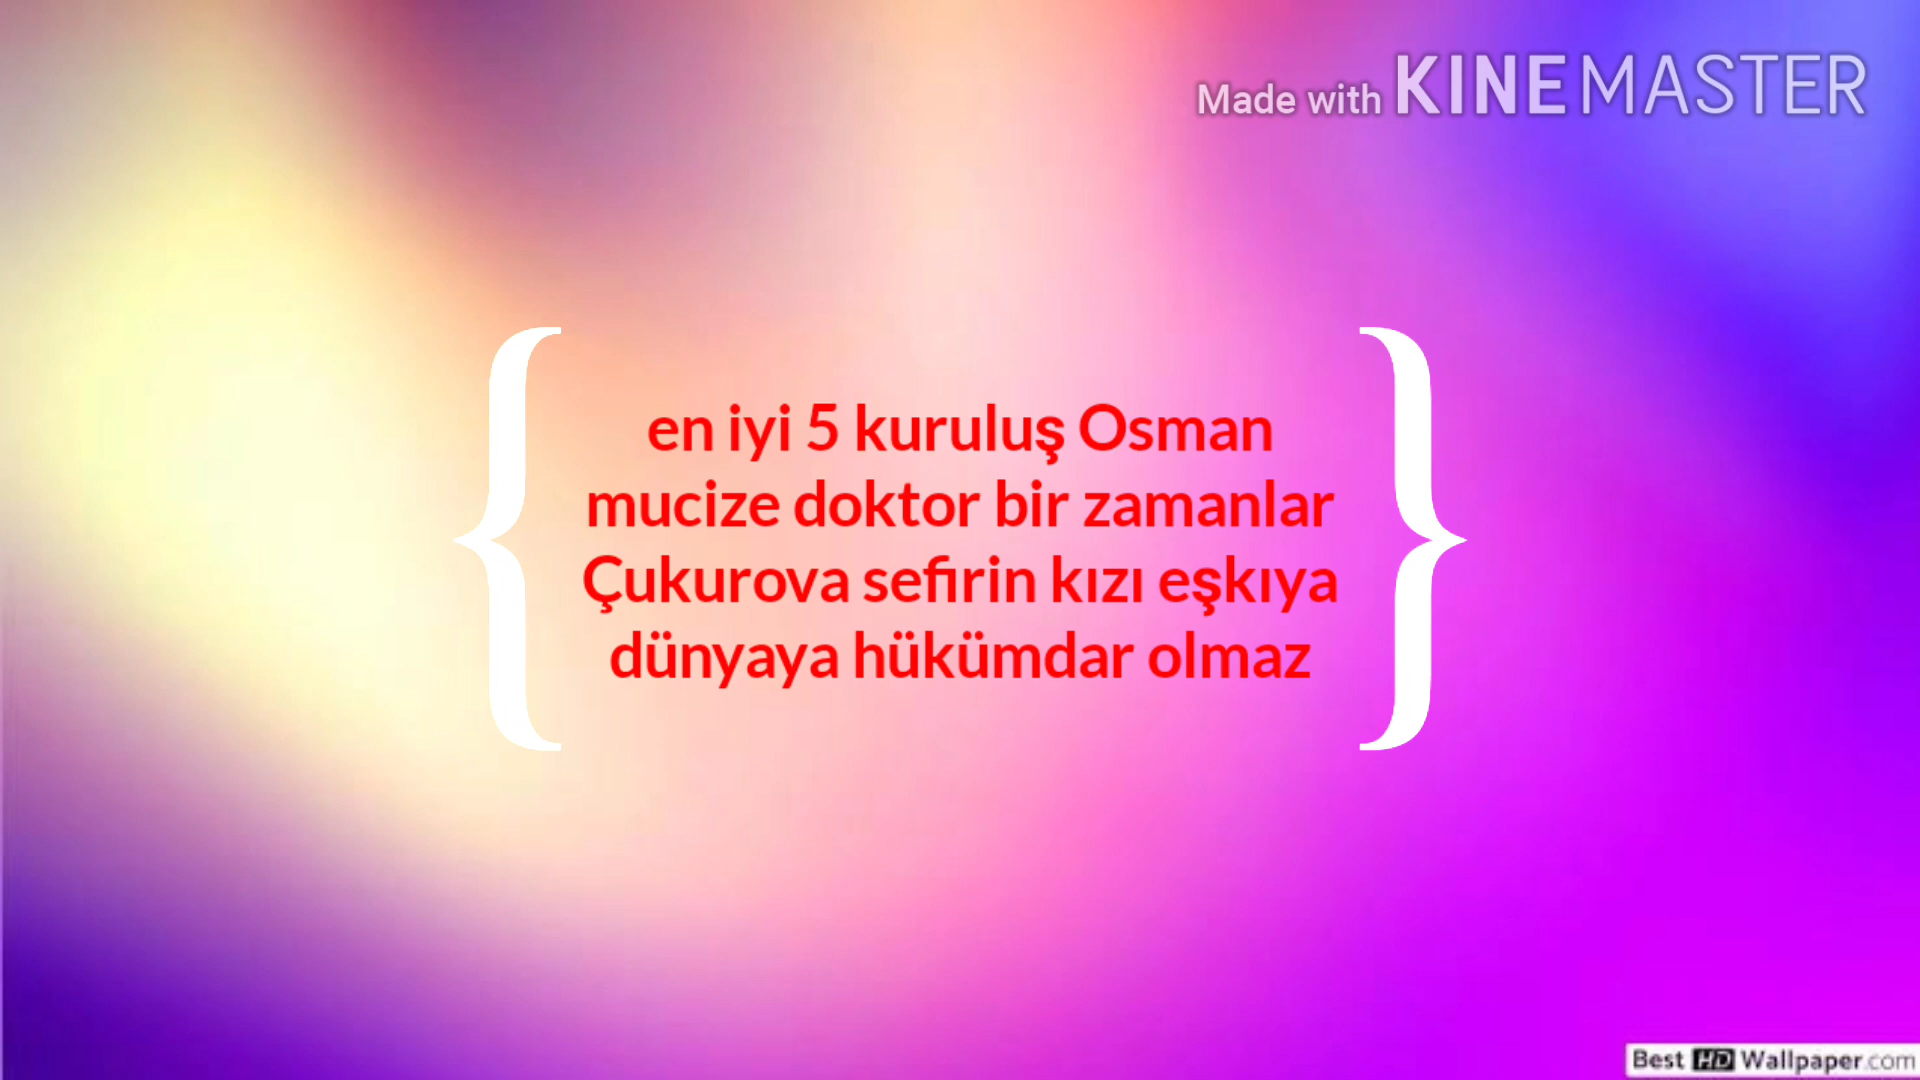 Made with KINEMASTER
en iyi 5 kuruluş Osman
mucize doktor bir zamanlar
Çukurova sefirin kızı eşkıya
dünyaya hükümdar olmaz
Best HD Wallpaper.com